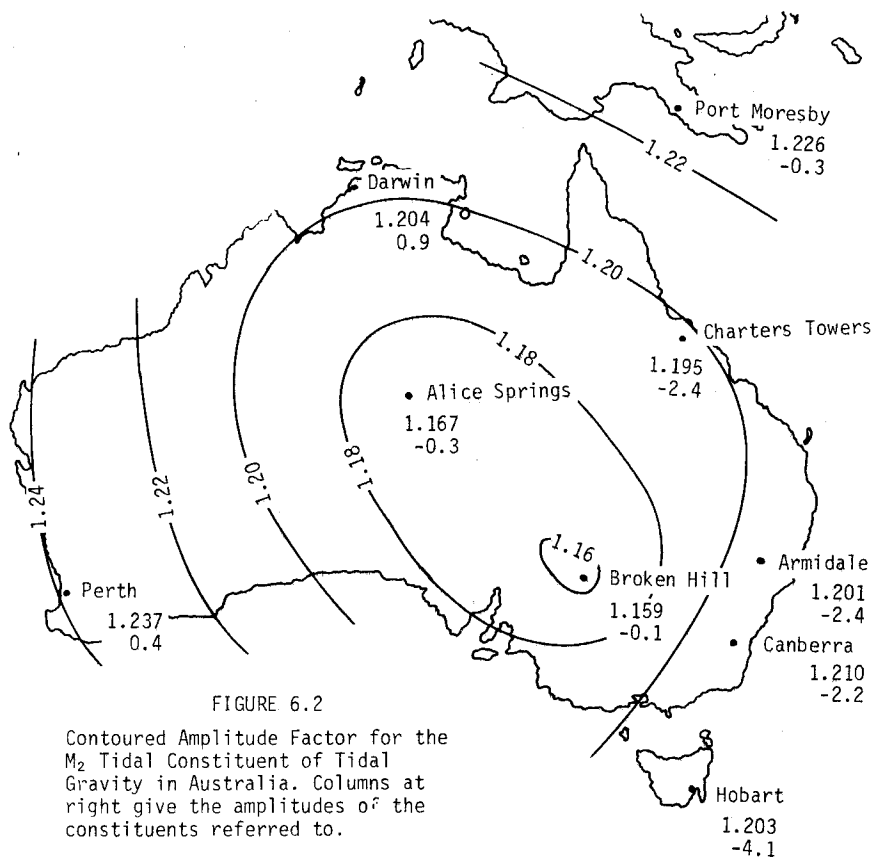 Port Moresby
1.226
-0.3
1.22
Darwin
1.204
0.9
1.20
Charters Towers
1.195
-2.4
1.18
Alice Springs
1.167
-0.3
1.18
1.20
1.22
1.24
1.16
Broken Hill
1.159
-0.1
Armidale
1.201
-2.4
Perth
1.237
0.4
Canberra
1.210
-2.2
FIGURE 6.2
Contoured Amplitude Factor for the
M₂ Tidal Constituent of Tidal
Gravity in Australia. Columns at
right give the amplitudes of the
constituents referred to.
Hobart
1.203
-4.1